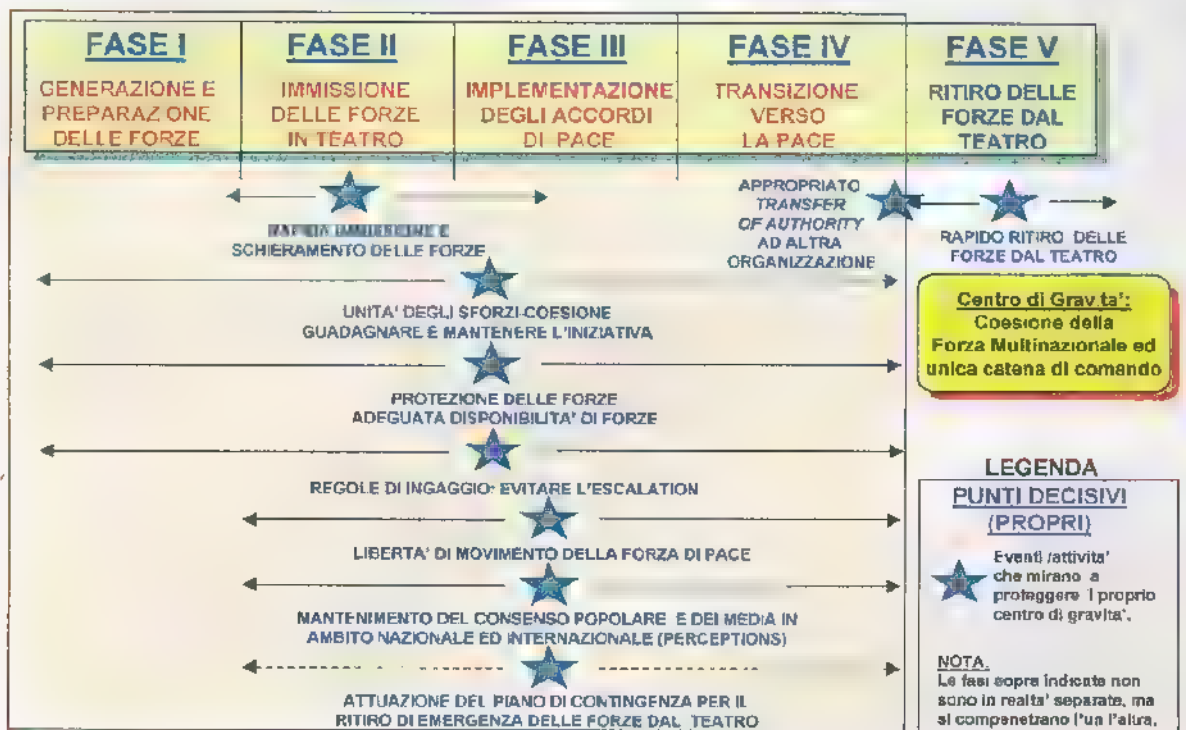 FASE I
GENERAZIONE E
PREPARAZIONE
DELLE FORZE
FASE II
IMMISSIONE
DELLE FORZE
IN TEATRO
FASE III
IMPLEMENTAZIONE
DEGLI ACCORDI
DI PACE
FASE IV
TRANSIZIONE
VERSO
LA PACE
FASE V
RITIRO DELLE
FORZE DAL
TEATRO
RAPIDA IMMISSIONE E
SCHIERAMENTO DELLE FORZE
APPROPRIATO
TRANSFER
OF AUTHORITY
AD ALTRA
ORGANIZZAZIONE
RAPIDO RITIRO DELLE
FORZE DAL TEATRO
UNITA' DEGLI SFORZI-COESIONE
GUADAGNARE E MANTENERE L'INIZIATIVA
PROTEZIONE DELLE FORZE
ADEGUATA DISPONIBILITA' DI FORZE
REGOLE DI INGAGGIO: EVITARE L'ESCALATION
LIBERTA' DI MOVIMENTO DELLA FORZA DI PACE
MANTENIMENTO DEL CONSENSO POPOLARE E DEI MEDIA IN
AMBITO NAZIONALE ED INTERNAZIONALE (PERCEPTIONS)
ATTUAZIONE DEL PIANO DI CONTINGENZA PER IL
RITIRO DI EMERGENZA DELLE FORZE DAL TEATRO
Centro di Gravita':
Coesione della
Forza Multinazionale ed
unica catena di comando
LEGENDA
PUNTI DECISIVI
(PROPRI)
Eventi /attivita'
che mirano a
proteggere il proprio
centro di gravita'.
NOTA.
Le fasi sopra indicate non
sono in realta' separate, ma
si compenetrano l'un l'altra.